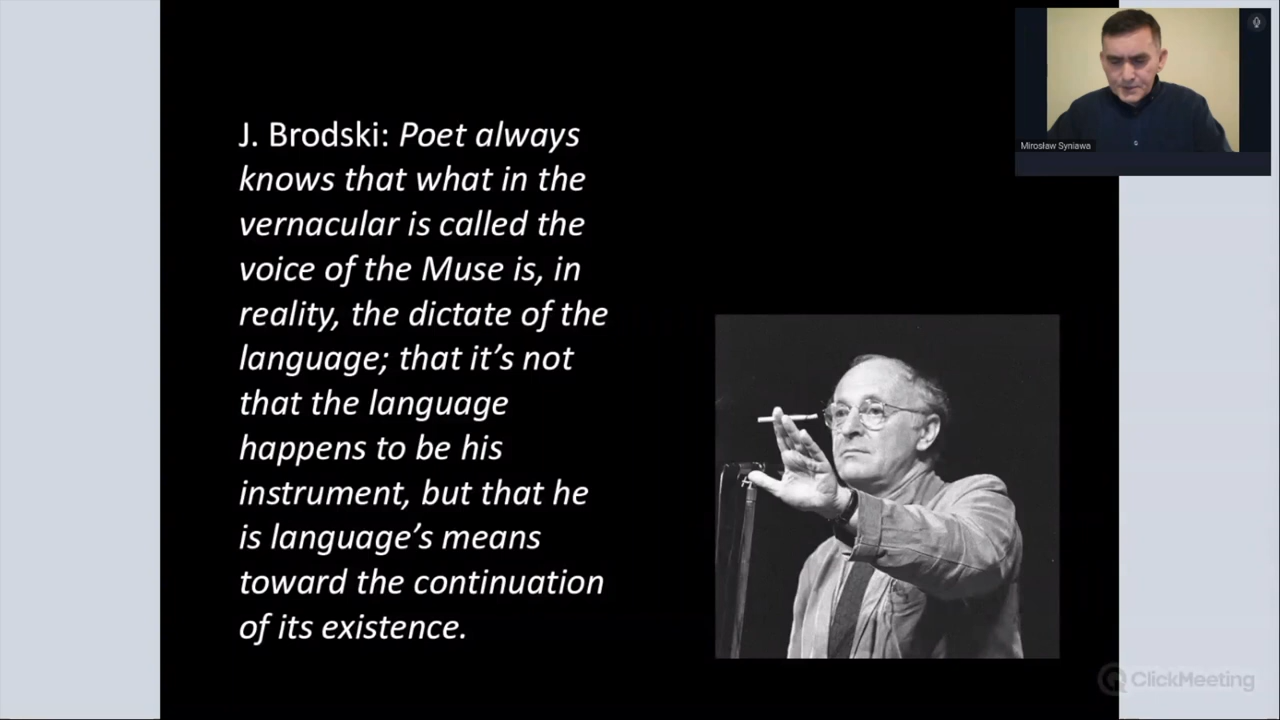 J. Brodski: Poet always
knows that what in the
vernacular is called the
voice of the Muse is, in
reality, the dictate of the
language; that it’s not
that the language
happens to be his
instrument, but that he
is language’s means
toward the continuation
of its existence.
Mirosław Syniawa
ClickMeeting